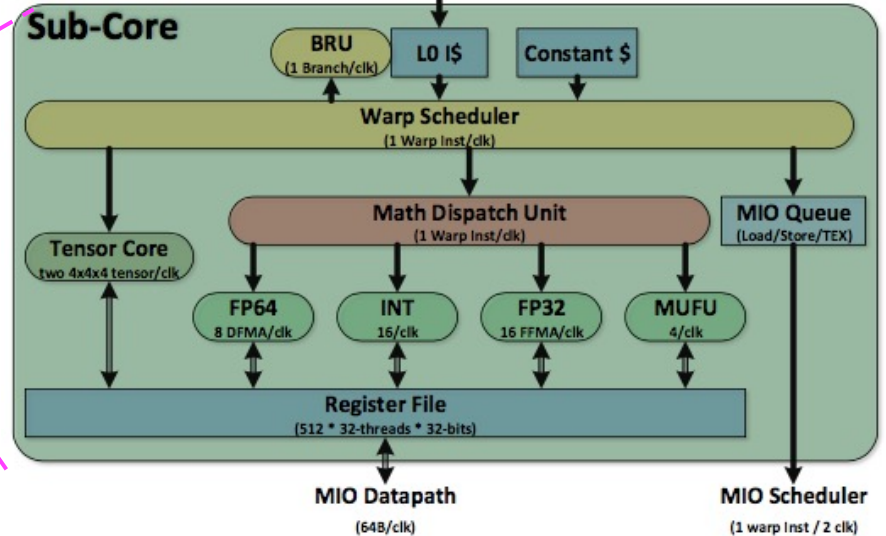 Sub-Core
BRU
(1 Branch/clk)
L0 I$
Constant $
Warp Scheduler
(1 Warp Inst/clk)
Math Dispatch Unit
(1 Warp Inst/clk)
MIO Queue
(Load/Store/TEX)
Tensor Core
two 4x4x4 tensor/clk
FP64
8 DFMA/clk
INT
16/clk
FP32
16 FFMA/clk
MUFU
4/clk
Register File
(512 * 32-threads * 32-bits)
MIO Datapath
(64B/clk)
MIO Scheduler
(1 warp Inst / 2 clk)